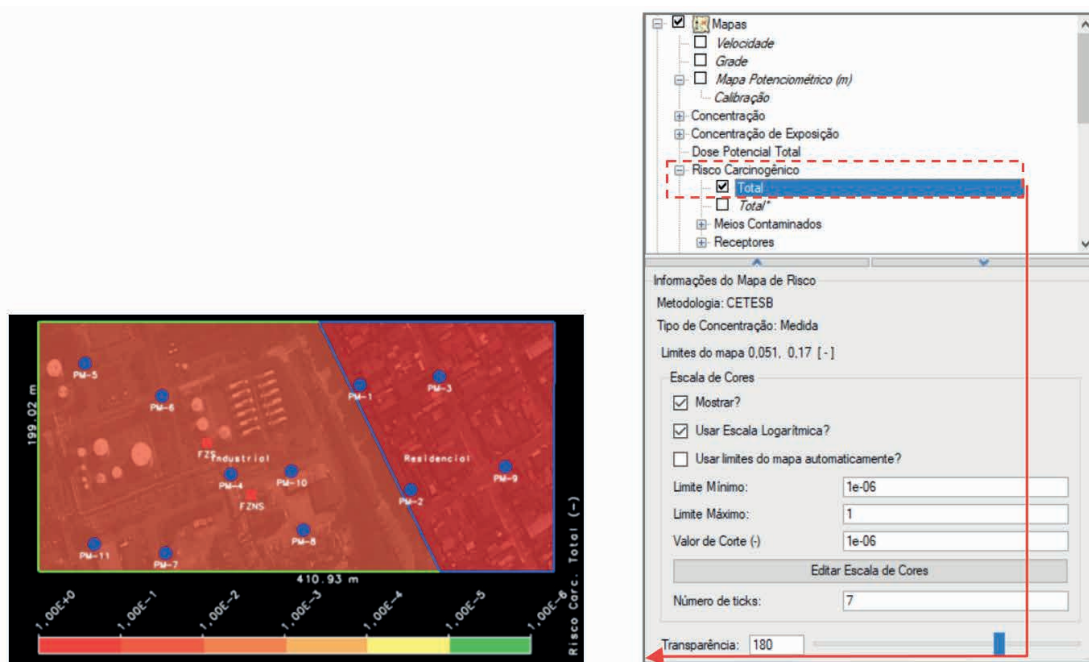 Mapas
Velocidade
Grade
Mapa Potenciométrico (m)
Calibração
Concentração
Concentração de Exposição
Dose Potencial Total
Risco Carcinogênico
Total
Total*
Meios Contaminados
Receptores
Informações do Mapa de Risco
Metodologia: CETESB
Tipo de Concentração: Medida
Limites do mapa 0,051, 0,17 [-]
Escala de Cores
Mostrar?
Usar Escala Logarítmica?
Usar limites do mapa automaticamente?
Limite Mínimo: 1e-06
Limite Máximo: 1
Valor de Corte (-) 1e-06
Editar Escala de Cores
Número de ticks: 7
Transparência: 180
199.02 m
PM-5
PM-6
PM-1
PM-3
FZS
Industrial
Residencial
PM-4
PM-10
PM-9
FZNS
PM-2
PM-8
PM-11
PM-7
410.93 m
1,00E+0
1,00E-1
1,00E-2
1,00E-3
1,00E-4
1,00E-5
1,00E-6
Risco Carc. Total (-)